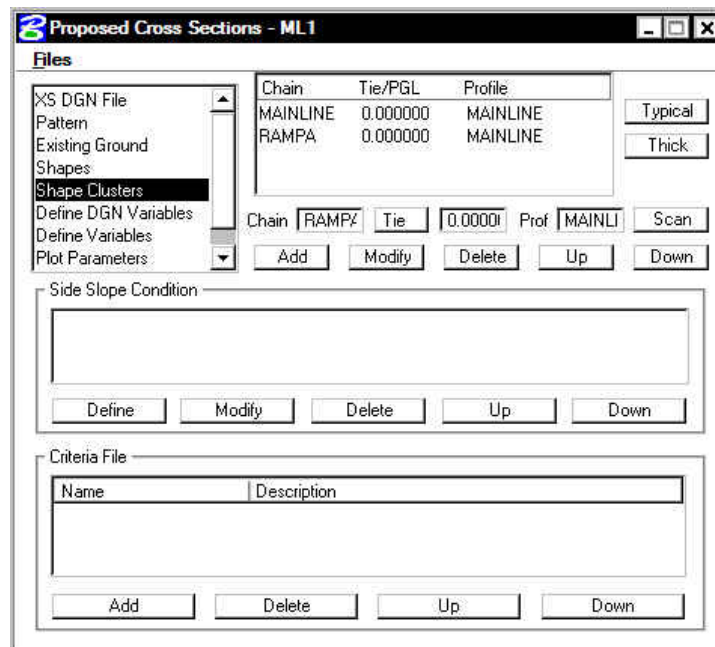 Proposed Cross Sections - ML1
Files
XS DGN File
Pattern
Existing Ground
Shapes
Shape Clusters
Define DGN Variables
Define Variables
Plot Parameters
Chain Tie/PGL Profile
MAINLINE 0.000000 MAINLINE
RAMPA 0.000000 MAINLINE
Typical
Thick
Chain RAMPA Tie 0.0000 Prof MAINLI Scan
Add Modify Delete Up Down
Side Slope Condition
Define Modify Delete Up Down
Criteria File
Name Description
Add Delete Up Down